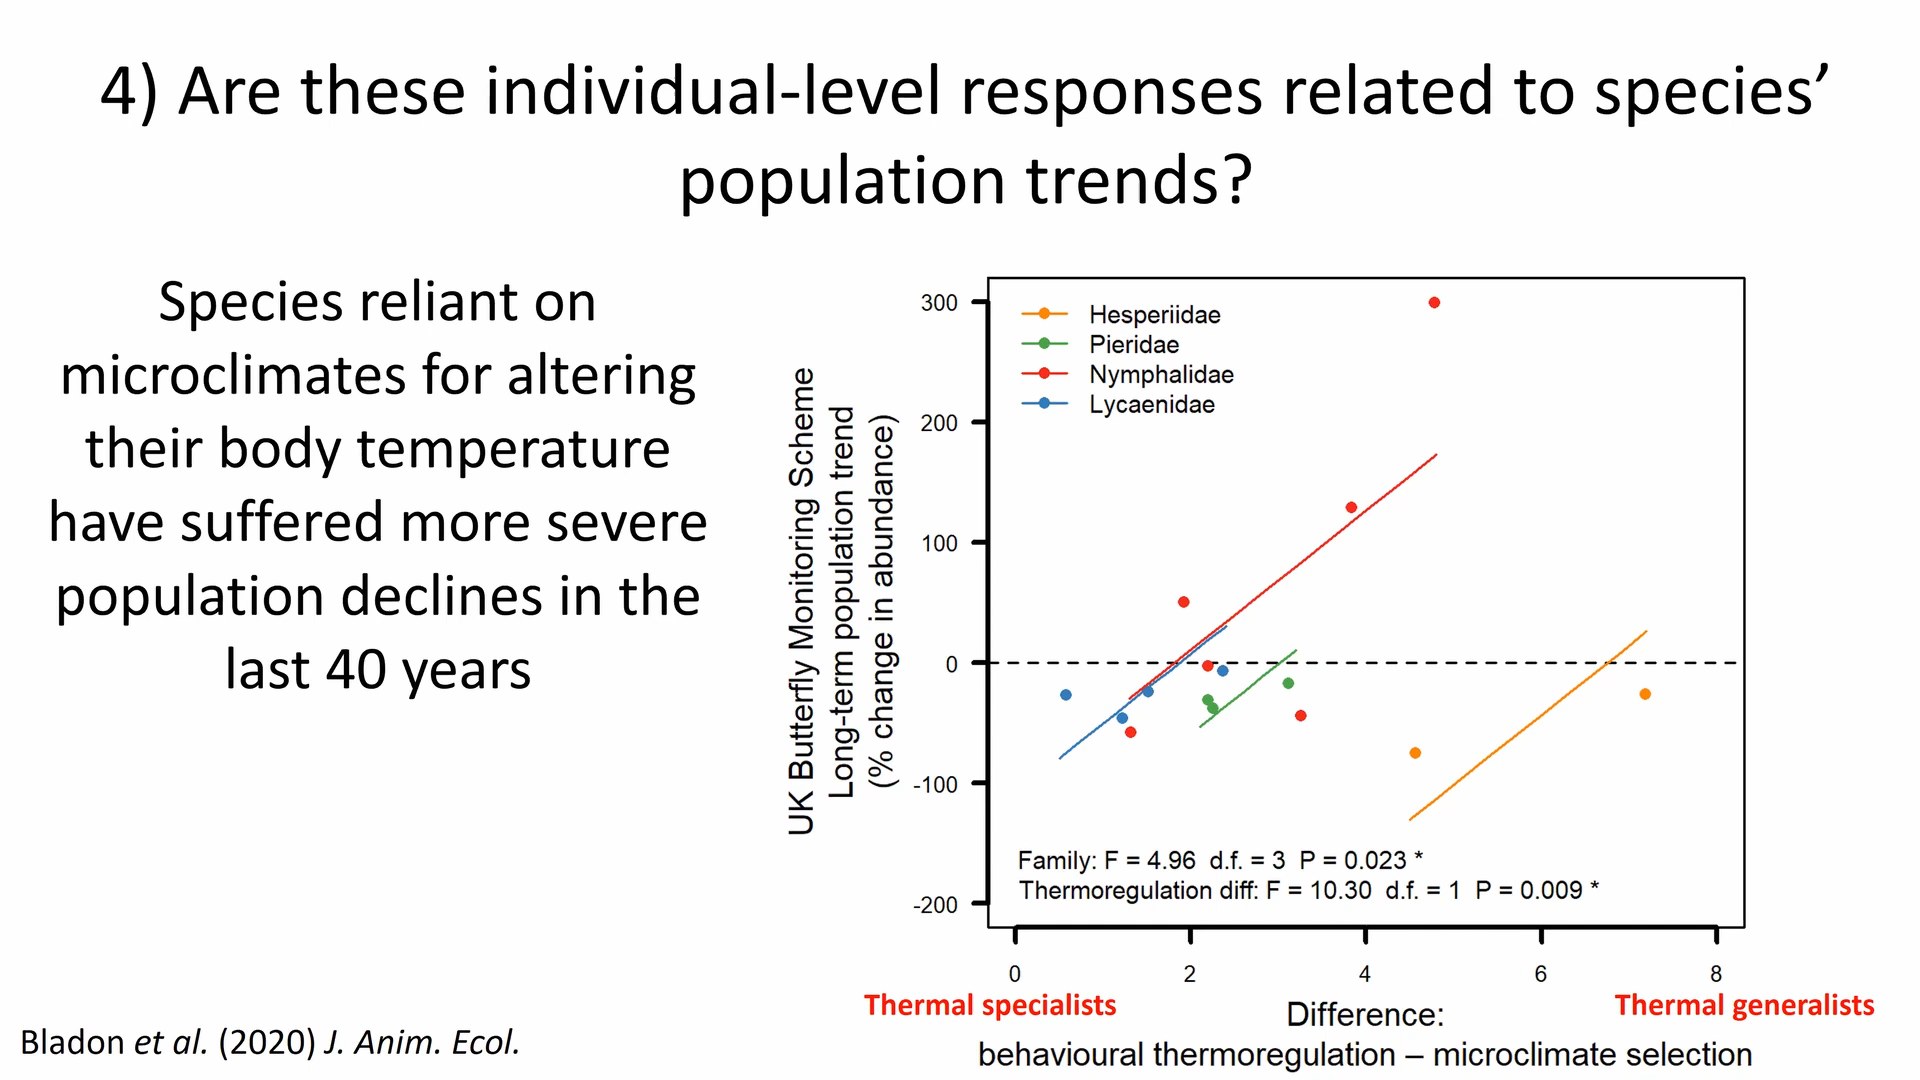 4) Are these individual-level responses related to species’
population trends?
Species reliant on
microclimates for altering
their body temperature
have suffered more severe
population declines in the
last 40 years
Bladon et al. (2020) J. Anim. Ecol.
UK Butterfly Monitoring Scheme
Long-term population trend
(% change in abundance)
300
200
100
0
-100
-200
Hesperiidae
Pieridae
Nymphalidae
Lycaenidae
Family: F = 4.96 d.f. = 3 P = 0.023 *
Thermoregulation diff: F = 10.30 d.f. = 1 P = 0.009 *
0 2 4 6 8
Thermal specialists
Thermal generalists
Difference:
behavioural thermoregulation – microclimate selection